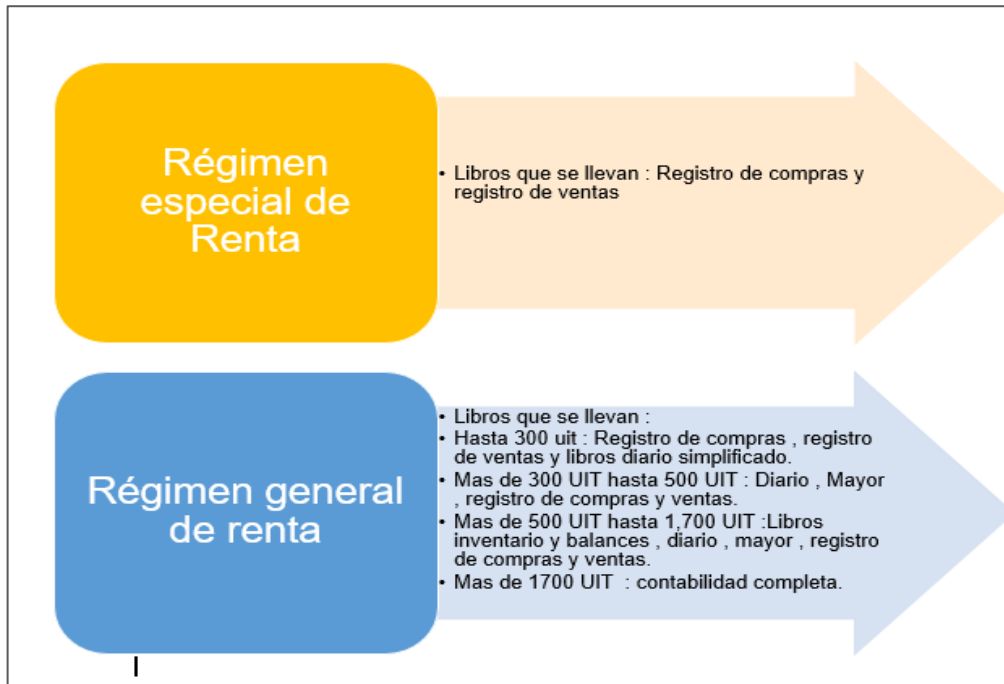 Régimen
especial de
Renta
• Libros que se llevan : Registro de compras y
registro de ventas
Régimen general
de renta
• Libros que se llevan :
• Hasta 300 uit : Registro de compras , registro
de ventas y libros diario simplificado.
• Mas de 300 UIT hasta 500 UIT : Diario , Mayor
, registro de compras y ventas.
• Mas de 500 UIT hasta 1,700 UIT :Libros
inventario y balances , diario , mayor , registro
de compras y ventas.
• Mas de 1700 UIT : contabilidad completa.